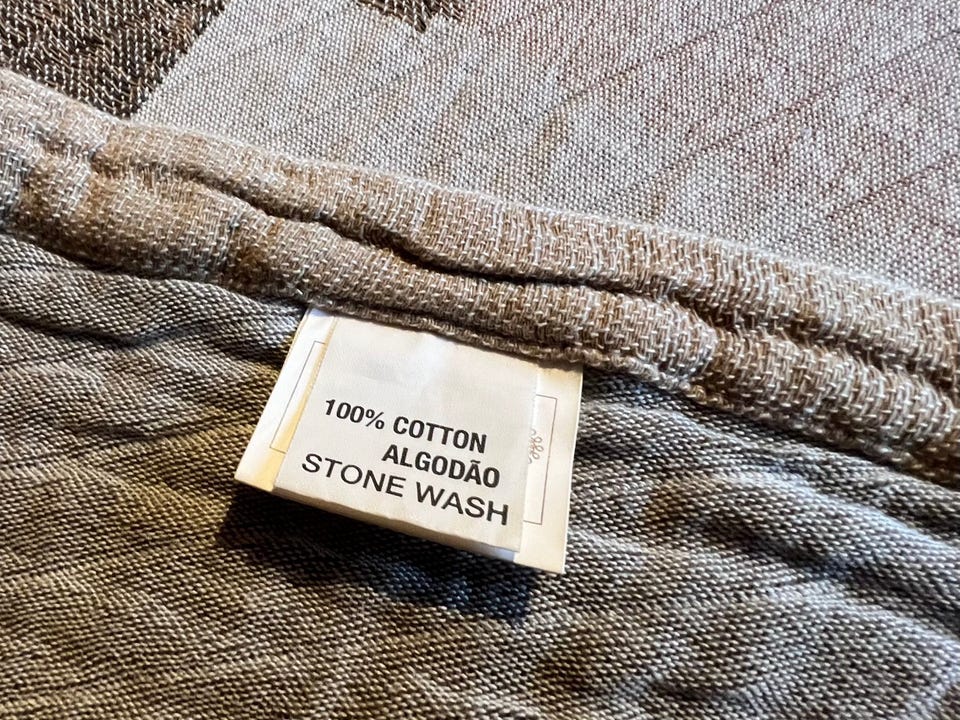 100% COTTON
ALGODÃO
STONE WASH